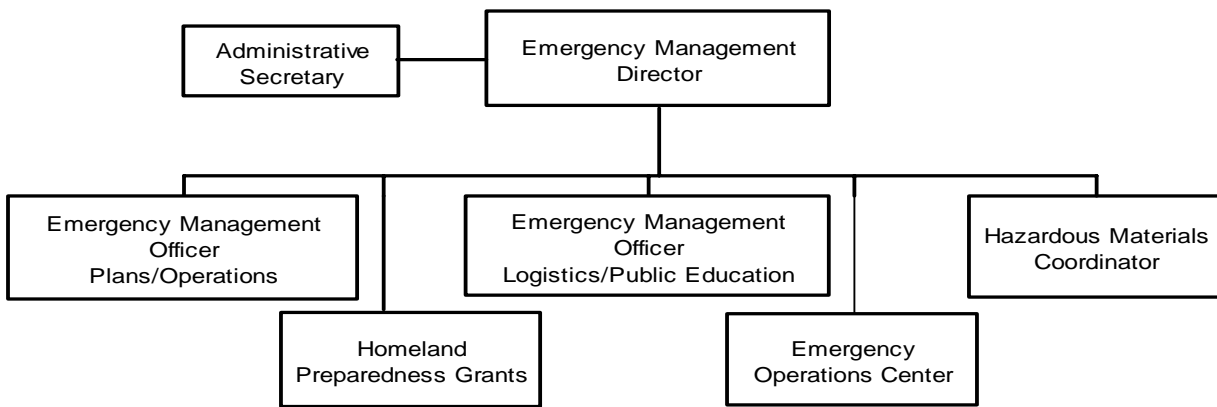 Administrative
Secretary
Emergency Management
Director
Emergency Management
Officer
Plans/Operations
Emergency Management
Officer
Logistics/Public Education
Hazardous Materials
Coordinator
Homeland
Preparedness Grants
Emergency
Operations Center